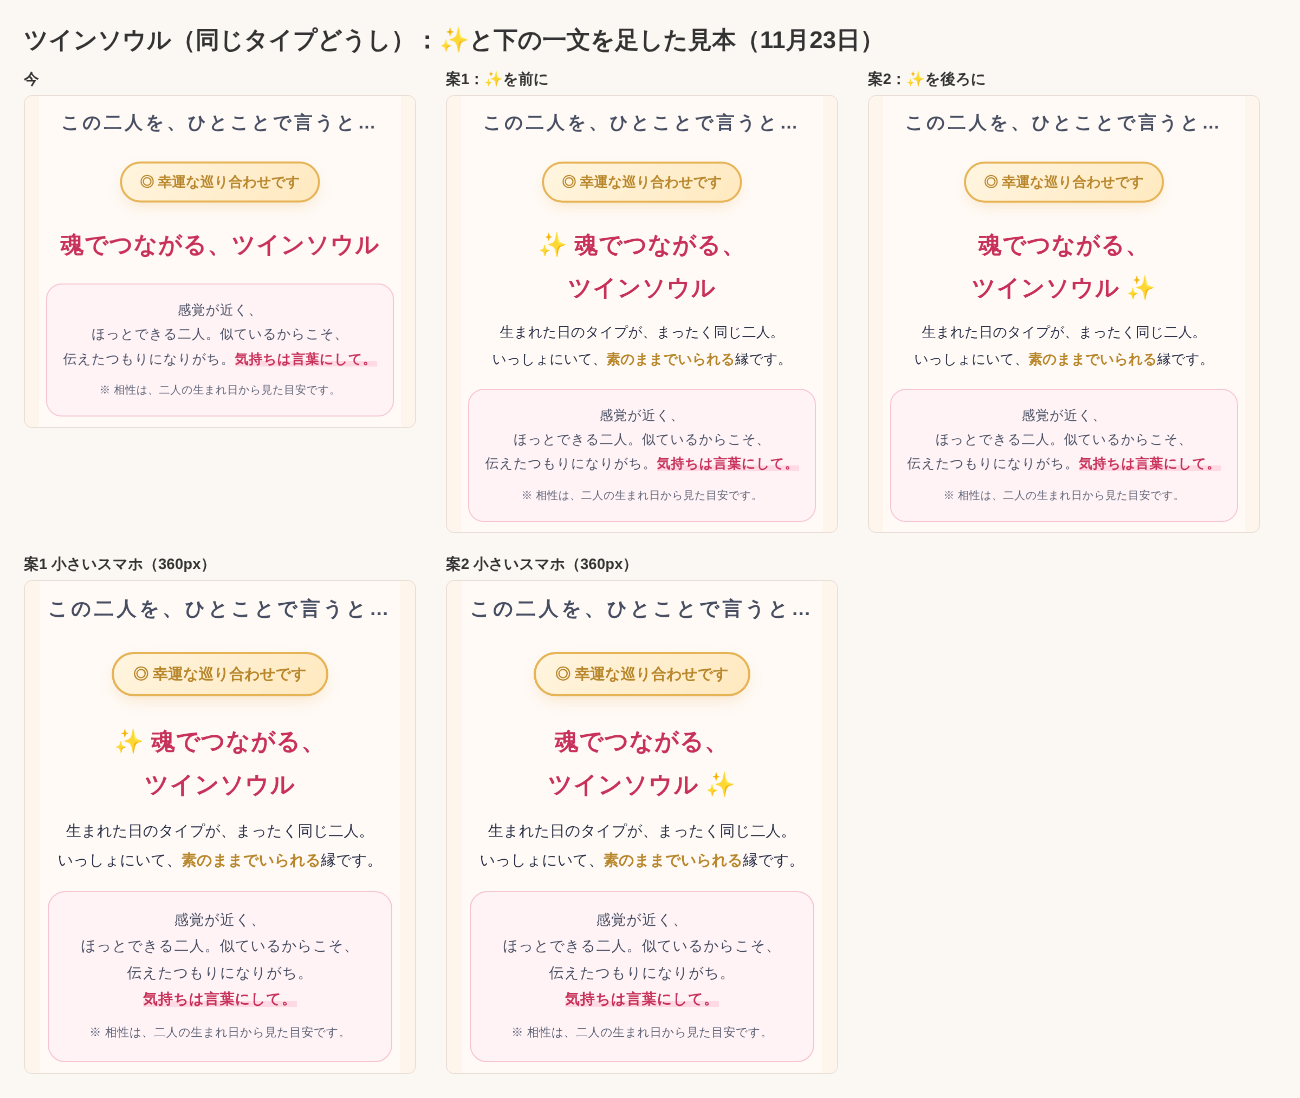 ツインソウル（同じタイプどうし）：✨と下の一文を足した見本（11月23日）
今
この二人を、ひとことで言うと…
◎ 幸運な巡り合わせです
魂でつながる、ツインソウル
感覚が近く、
ほっとできる二人。似ているからこそ、
伝えたつもりになりがち。気持ちは言葉にして。
※ 相性は、二人の生まれ日から見た目安です。
案1：✨を前に
この二人を、ひとことで言うと…
◎ 幸運な巡り合わせです
✨ 魂でつながる、
ツインソウル
生まれた日のタイプが、まったく同じ二人。
いっしょにいて、素のままでいられる縁です。
感覚が近く、
ほっとできる二人。似ているからこそ、
伝えたつもりになりがち。気持ちは言葉にして。
※ 相性は、二人の生まれ日から見た目安です。
案2：✨を後ろに
この二人を、ひとことで言うと…
◎ 幸運な巡り合わせです
魂でつながる、
ツインソウル ✨
生まれた日のタイプが、まったく同じ二人。
いっしょにいて、素のままでいられる縁です。
感覚が近く、
ほっとできる二人。似ているからこそ、
伝えたつもりになりがち。気持ちは言葉にして。
※ 相性は、二人の生まれ日から見た目安です。
案1 小さいスマホ（360px）
この二人を、ひとことで言うと…
◎ 幸運な巡り合わせです
✨ 魂でつながる、
ツインソウル
生まれた日のタイプが、まったく同じ二人。
いっしょにいて、素のままでいられる縁です。
感覚が近く、
ほっとできる二人。似ているからこそ、
伝えたつもりになりがち。
気持ちは言葉にして。
※ 相性は、二人の生まれ日から見た目安です。
案2 小さいスマホ（360px）
この二人を、ひとことで言うと…
◎ 幸運な巡り合わせです
魂でつながる、
ツインソウル ✨
生まれた日のタイプが、まったく同じ二人。
いっしょにいて、素のままでいられる縁です。
感覚が近く、
ほっとできる二人。似ているからこそ、
伝えたつもりになりがち。
気持ちは言葉にして。
※ 相性は、二人の生まれ日から見た目安です。